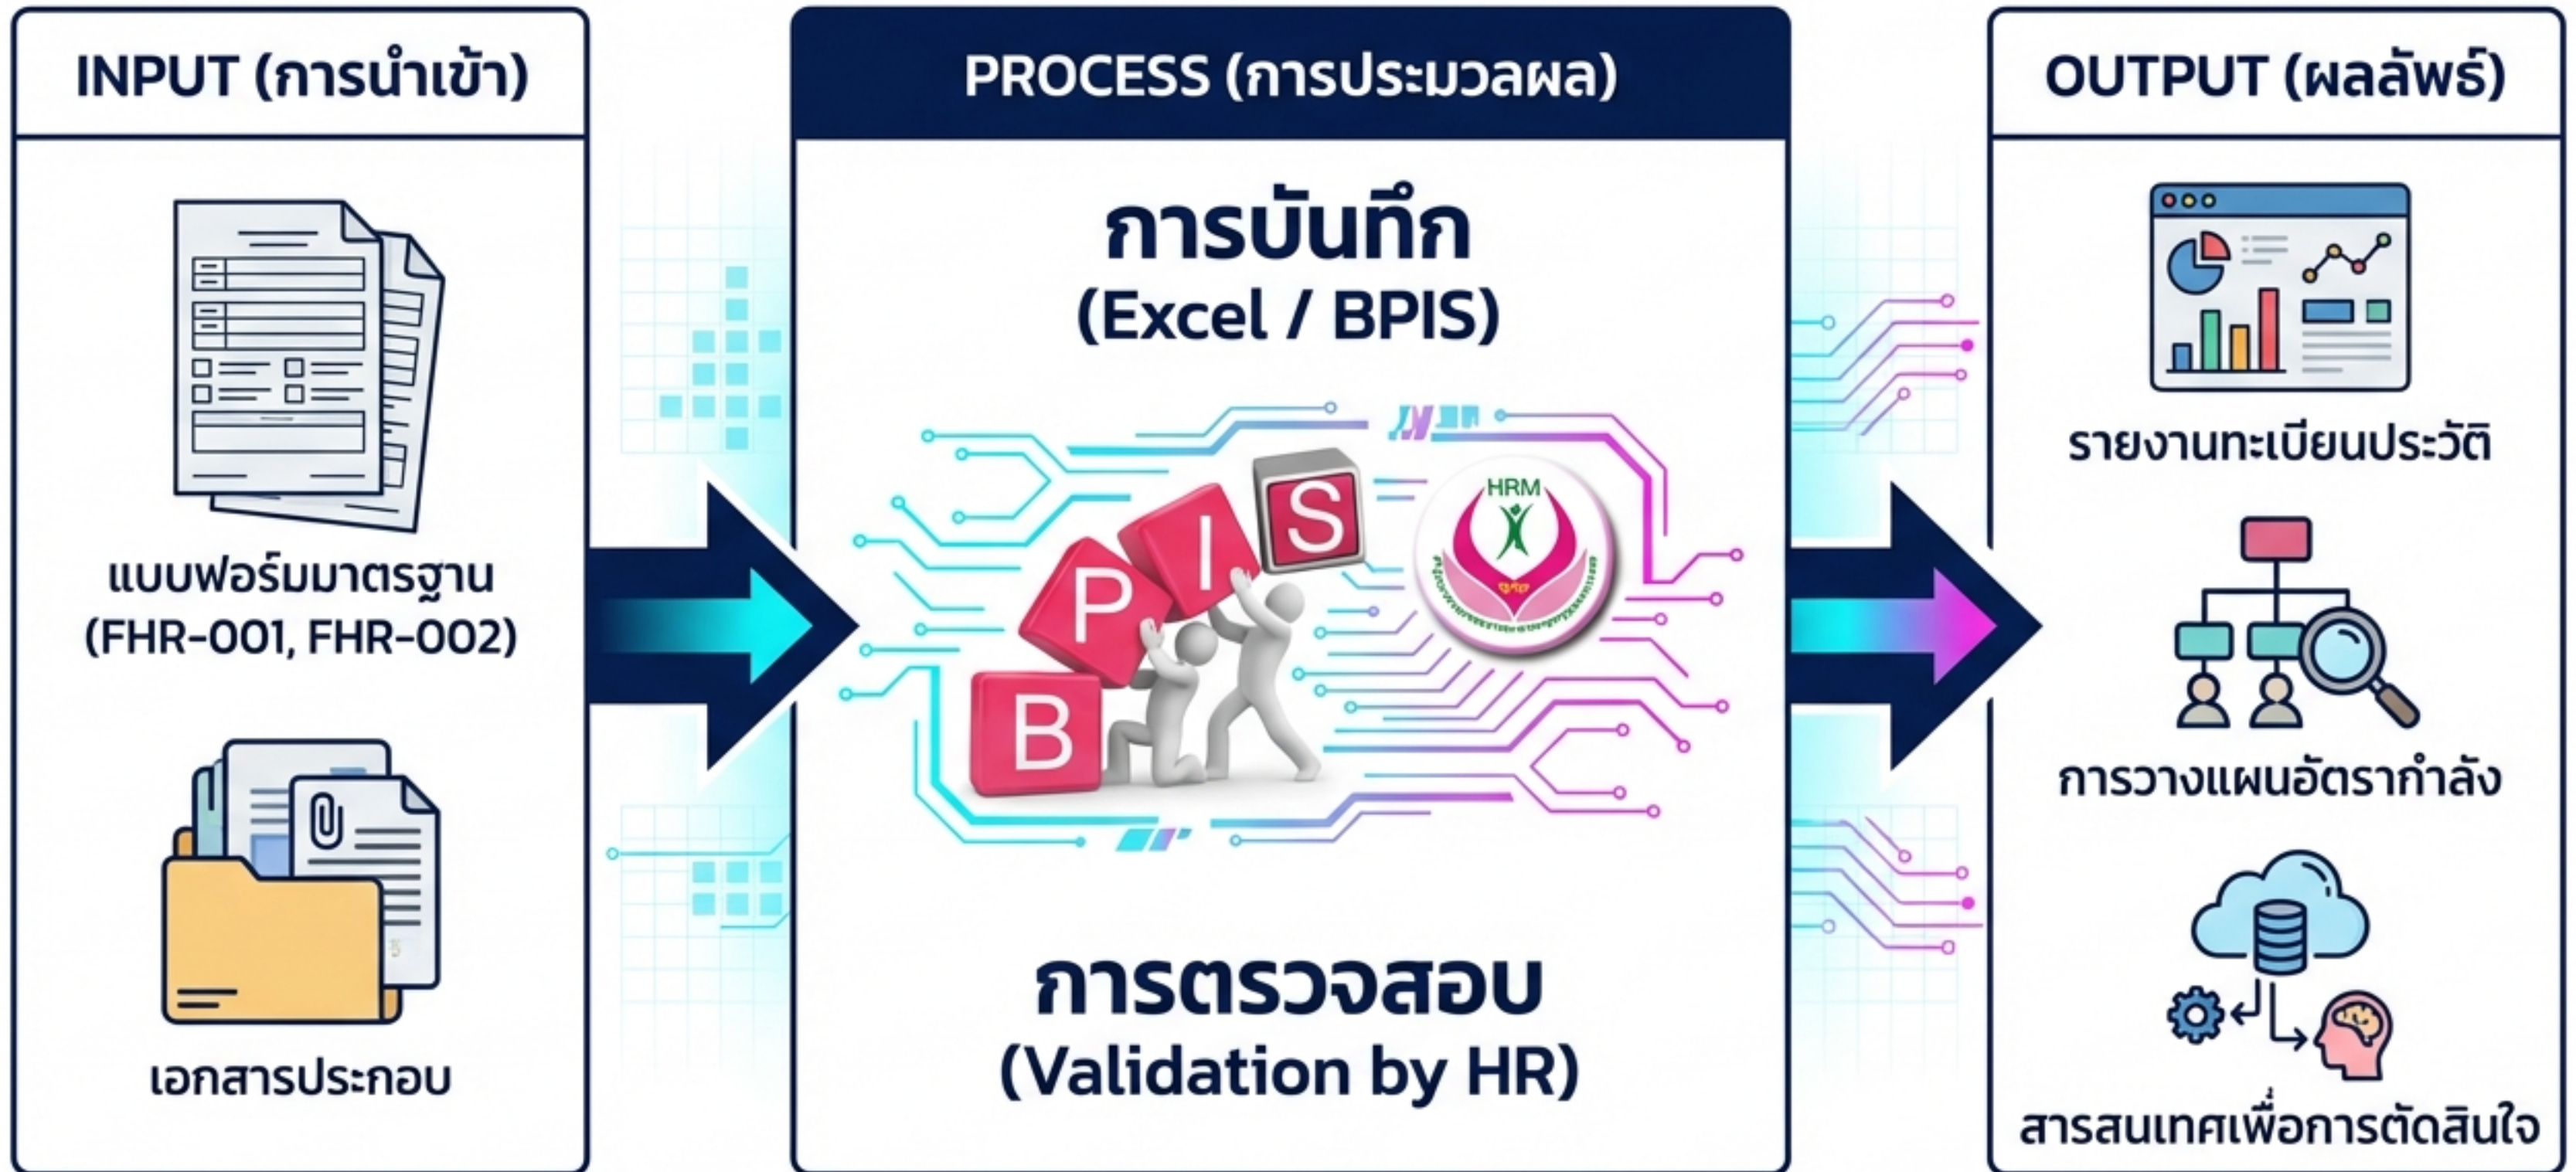 INPUT (การนำเข้า)
แบบฟอร์มมาตรฐาน
(FHR-001, FHR-002)
เอกสารประกอบ
PROCESS (การประมวลผล)
การบันทึก
(Excel / BPIS)
B
P
I
S
HRM
การตรวจสอบ
(Validation by HR)
OUTPUT (ผลลัพธ์)
รายงานทะเบียนประวัติ
การวางแผนอัตรากำลัง
สารสนเทศเพื่อการตัดสินใจ